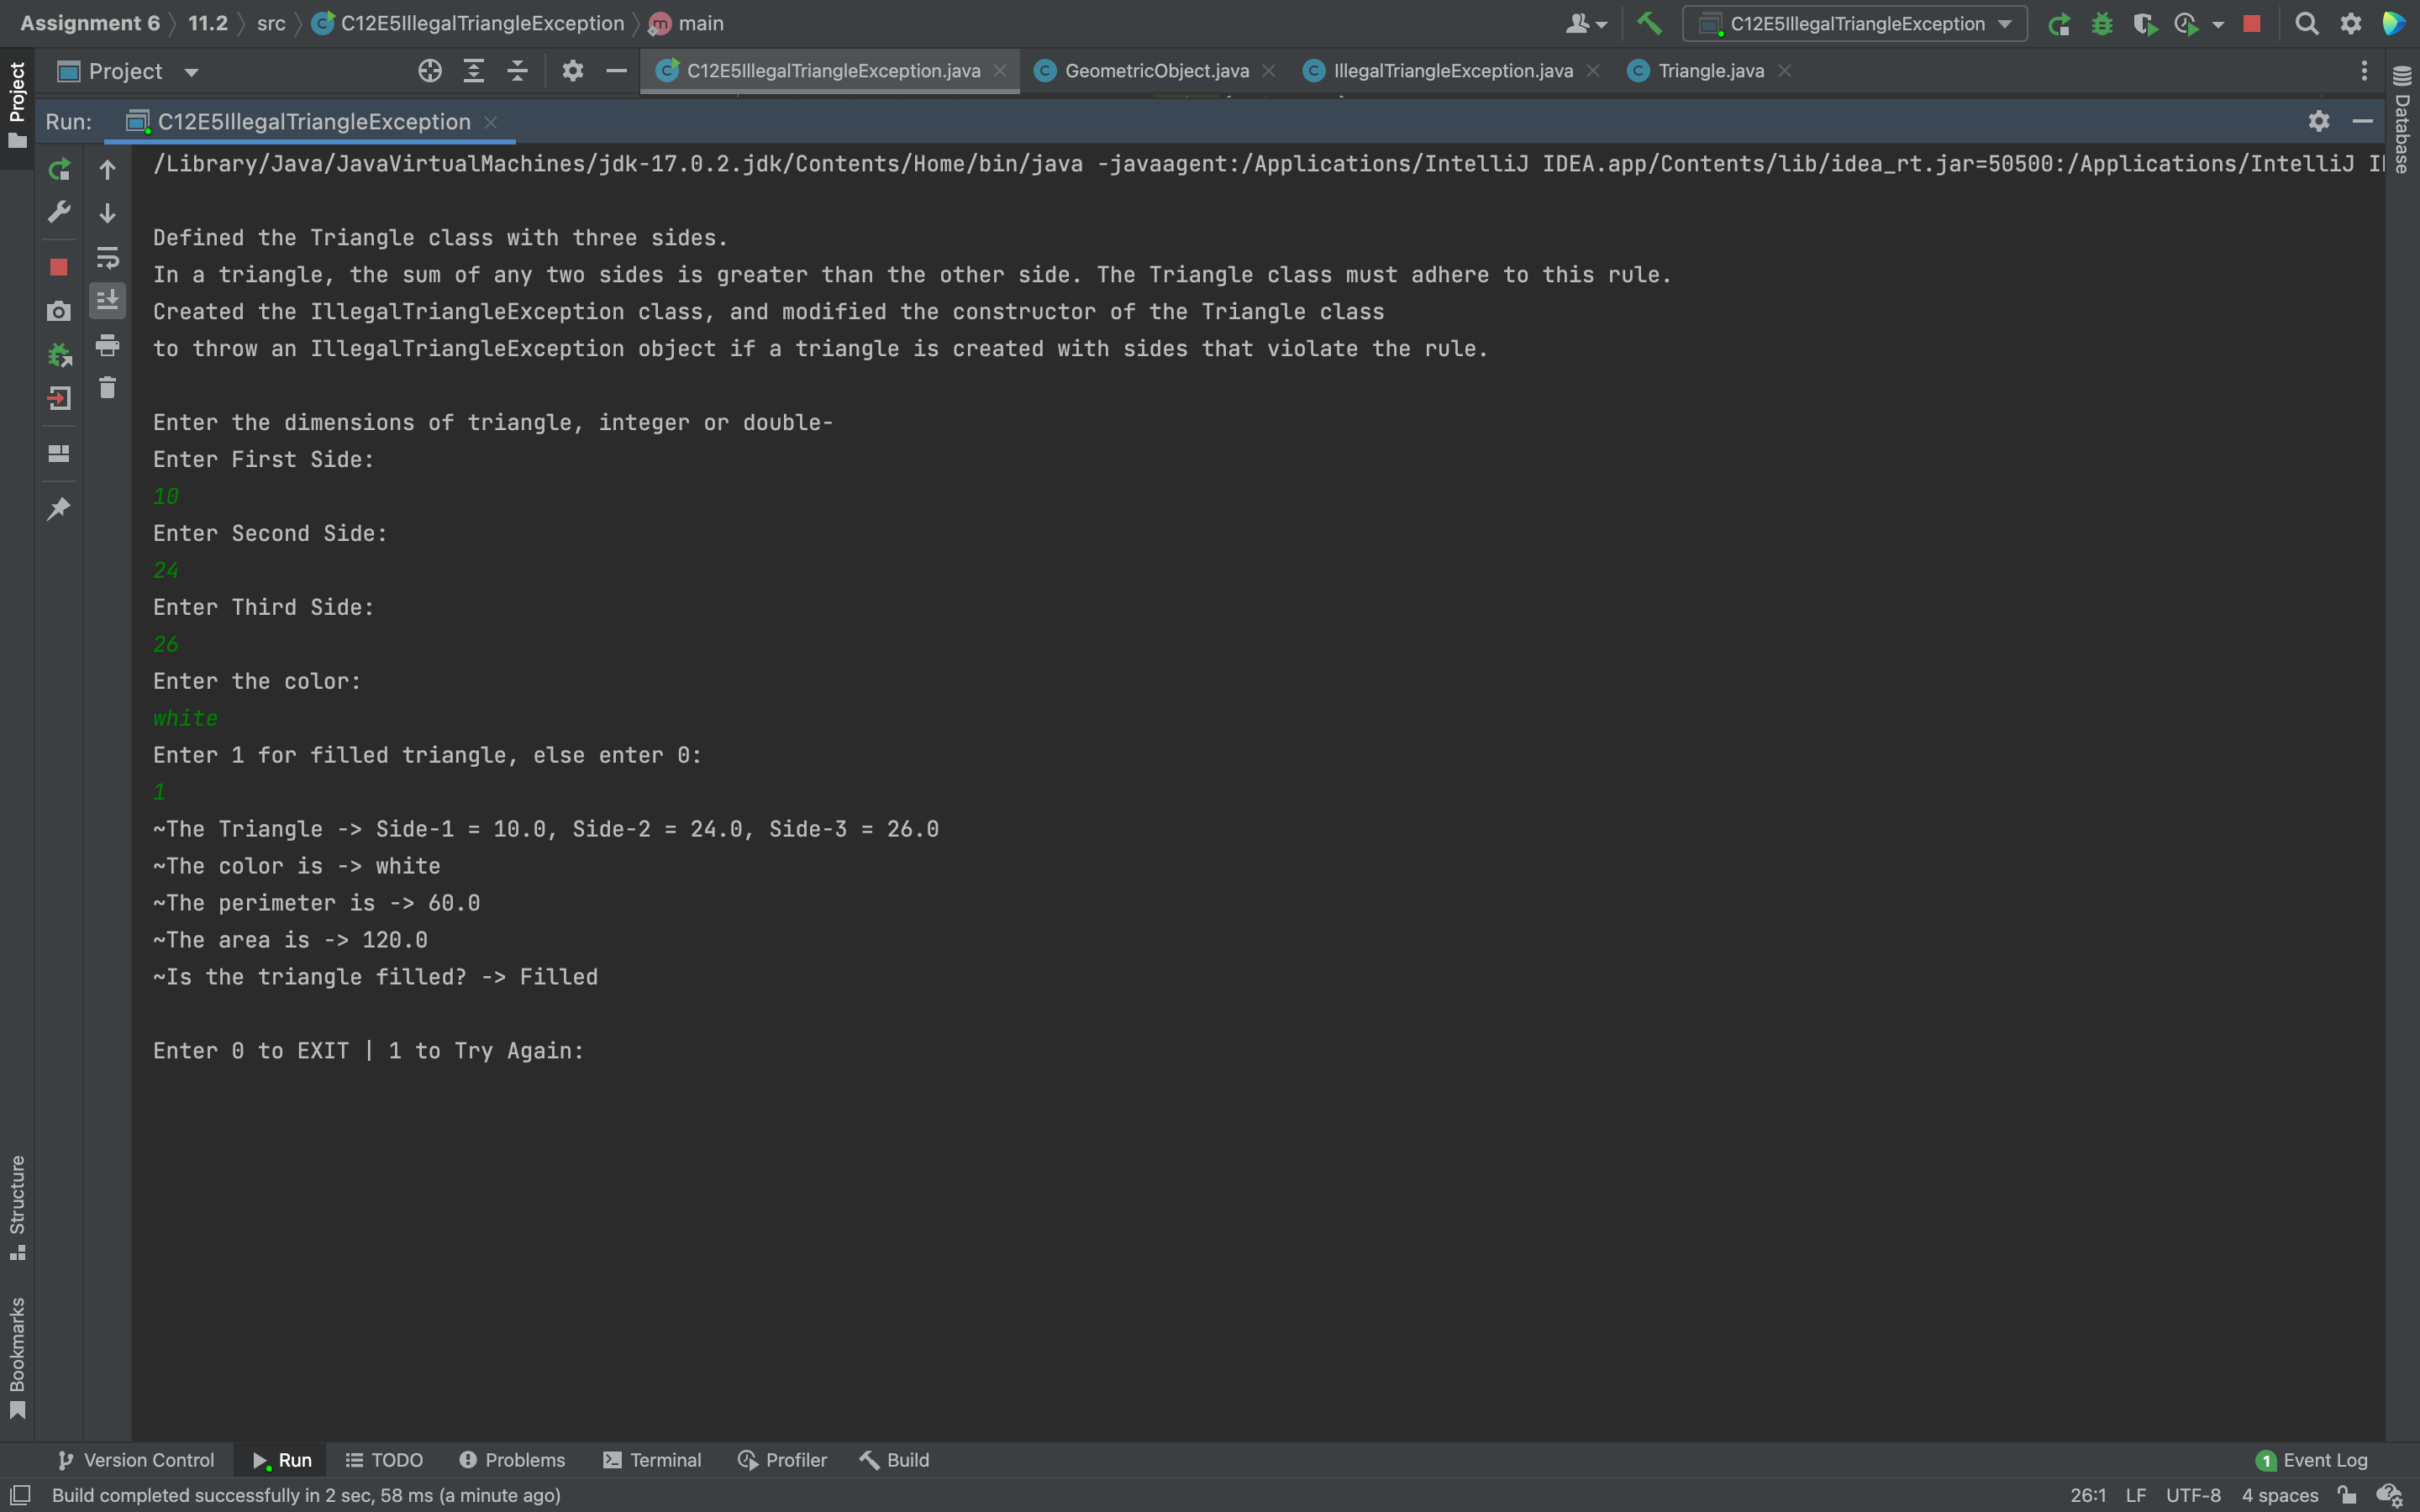 Assignment 6 11.2 src C12E5IllegalTriangleException main C12E5IllegalTriangleException
Project C12E5IllegalTriangleException.java GeometricObject.java IllegalTriangleException.java Triangle.java
Project
Database
Run: C12E5IllegalTriangleException
/Library/Java/JavaVirtualMachines/jdk-17.0.2.jdk/Contents/Home/bin/java -javaagent:/Applications/IntelliJ IDEA.app/Contents/lib/idea_rt.jar=50500:/Applications/IntelliJ
Defined the Triangle class with three sides.
In a triangle, the sum of any two sides is greater than the other side. The Triangle class must adhere to this rule.
Created the IllegalTriangleException class, and modified the constructor of the Triangle class
to throw an IllegalTriangleException object if a triangle is created with sides that violate the rule.
Enter the dimensions of triangle, integer or double-
Enter First Side:
10
Enter Second Side:
24
Enter Third Side:
26
Enter the color:
white
Enter 1 for filled triangle, else enter 0:
1
~The Triangle -> Side-1 = 10.0, Side-2 = 24.0, Side-3 = 26.0
~The color is -> white
~The perimeter is -> 60.0
~The area is -> 120.0
~Is the triangle filled? -> Filled
Enter 0 to EXIT | 1 to Try Again:
Structure
Bookmarks
Version Control Run TODO Problems Terminal Profiler Build 1 Event Log
Build completed successfully in 2 sec, 58 ms (a minute ago) 26:1 LF UTF-8 4 spaces